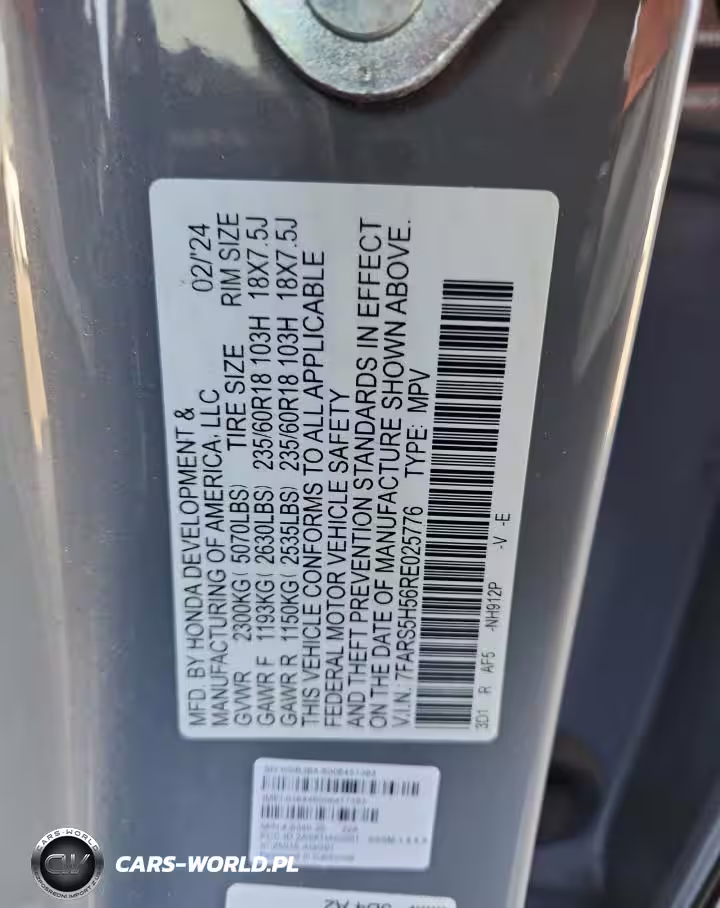 MFD. BY HONDA DEVELOPMENT &
MANUFACTURING OF AMERICA, LLC 02/'24
GVWR 2300KG( 5070LBS) TIRE SIZE RIM SIZE
GAWR F 1193KG( 2630LBS) 235/60R18 103H 18X7.5J
GAWR R 1150KG( 2535LBS) 235/60R18 103H 18X7.5J
THIS VEHICLE CONFORMS TO ALL APPLICABLE
FEDERAL MOTOR VEHICLE SAFETY
AND THEFT PREVENTION STANDARDS IN EFFECT
ON THE DATE OF MANUFACTURE SHOWN ABOVE.
V.I.N.: 7FARS5H56RE025776 TYPE: MPV
3D1 R AF5 -NH912P -V -E
CARS-WORLD.PL